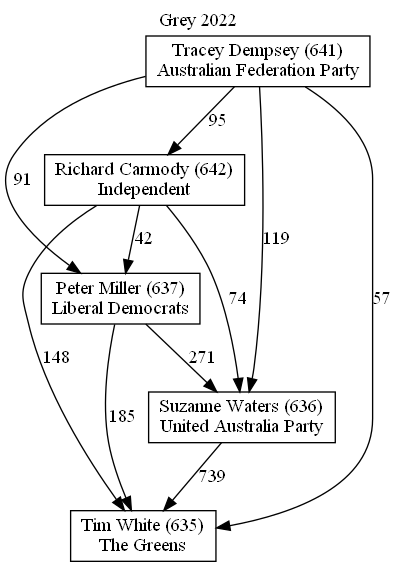 Grey 2022
Tracey Dempsey (641)
Australian Federation Party
95
Richard Carmody (642)
Independent
91
42
119
74
57
Peter Miller (637)
Liberal Democrats
148
271
185
Suzanne Waters (636)
United Australia Party
739
Tim White (635)
The Greens